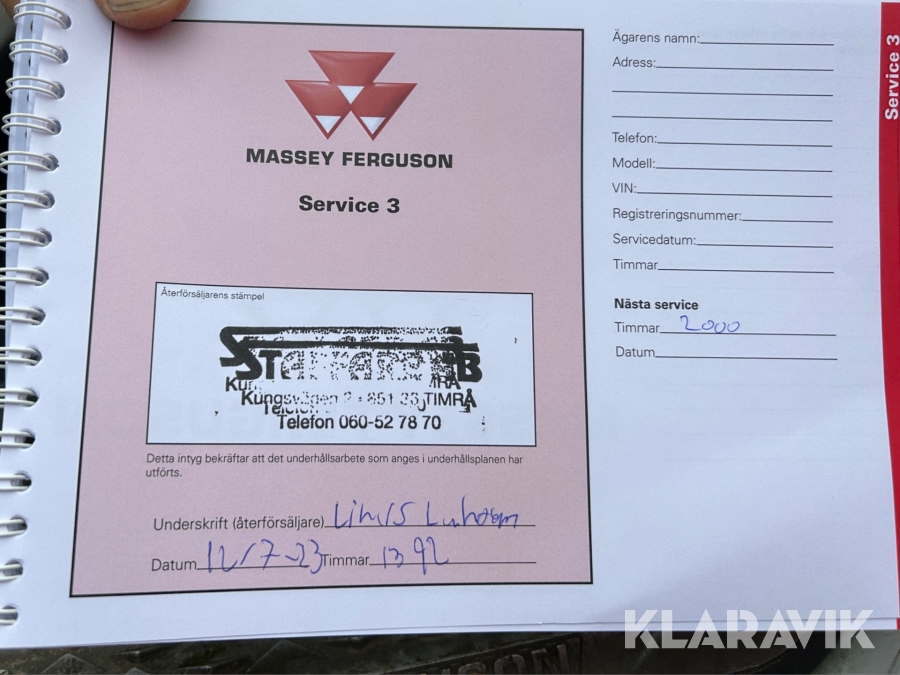 MASSEY FERGUSON
Service 3
Återförsäljarens stämpel
Kungsvägen 2 - 861 35 TIMRÅ
Telefon 060-52 78 70
Detta intyg bekräftar att det underhållsarbete som anges i underhållsplanen har
utförts.
Underskrift (återförsäljare)
Datum 12/7-23 Timmar 1392
Ägarens namn:
Adress:
Telefon:
Modell:
VIN:
Registreringsnummer:
Servicedatum:
Timmar
Nästa service
Timmar 2000
Datum
Service 3
KLARAVIK